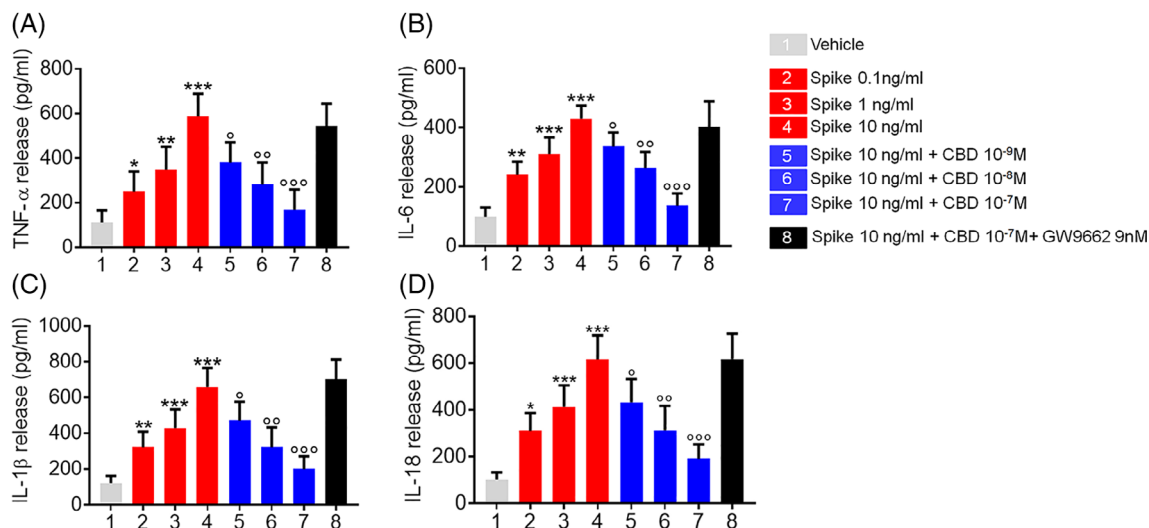 (A)
TNF-α release (pg/ml)
800
600
400
200
0
*
**
***
°
°°
°°°
1 2 3 4 5 6 7 8
(B)
IL-6 release (pg/ml)
600
400
200
0
**
***
***
°
°°
°°°
1 2 3 4 5 6 7 8
1 Vehicle
2 Spike 0.1ng/ml
3 Spike 1 ng/ml
4 Spike 10 ng/ml
5 Spike 10 ng/ml + CBD 10⁻⁹M
6 Spike 10 ng/ml + CBD 10⁻⁸M
7 Spike 10 ng/ml + CBD 10⁻⁷M
8 Spike 10 ng/ml + CBD 10⁻⁷M+ GW9662 9nM
(C)
IL-1β release (pg/ml)
1000
800
600
400
200
0
**
***
***
°
°°
°°°
1 2 3 4 5 6 7 8
(D)
IL-18 release (pg/ml)
800
600
400
200
0
*
***
***
°
°°
°°°
1 2 3 4 5 6 7 8